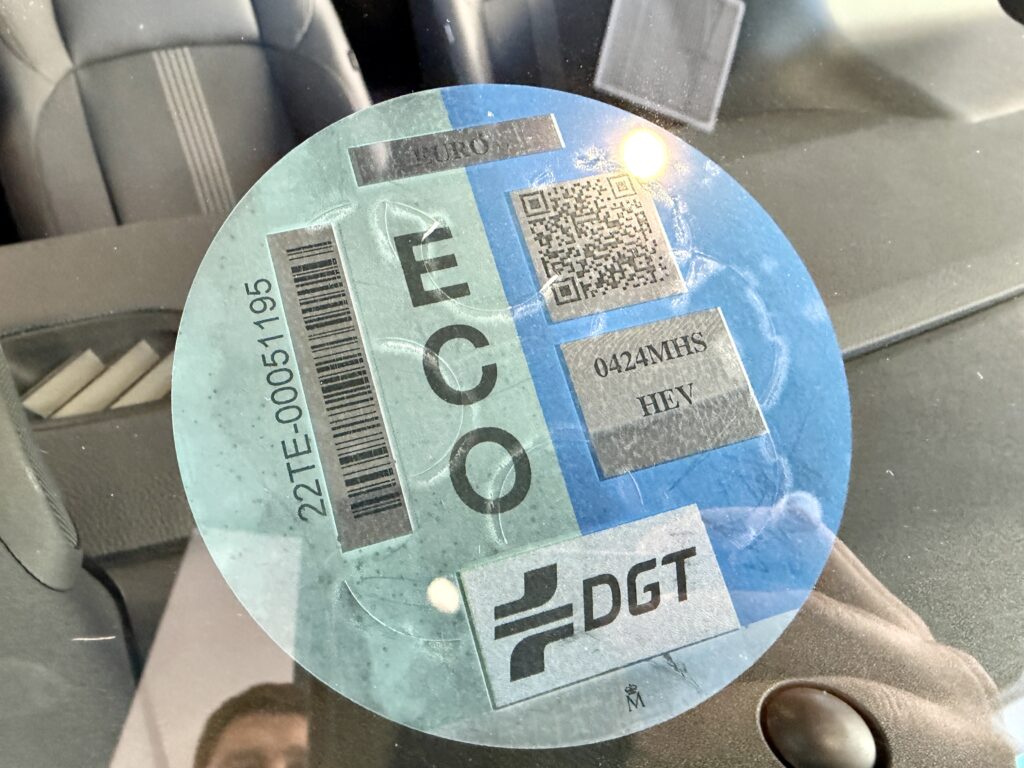 EURO
22TE-00051195
ECO
0424MHS
HEV
DGT
M